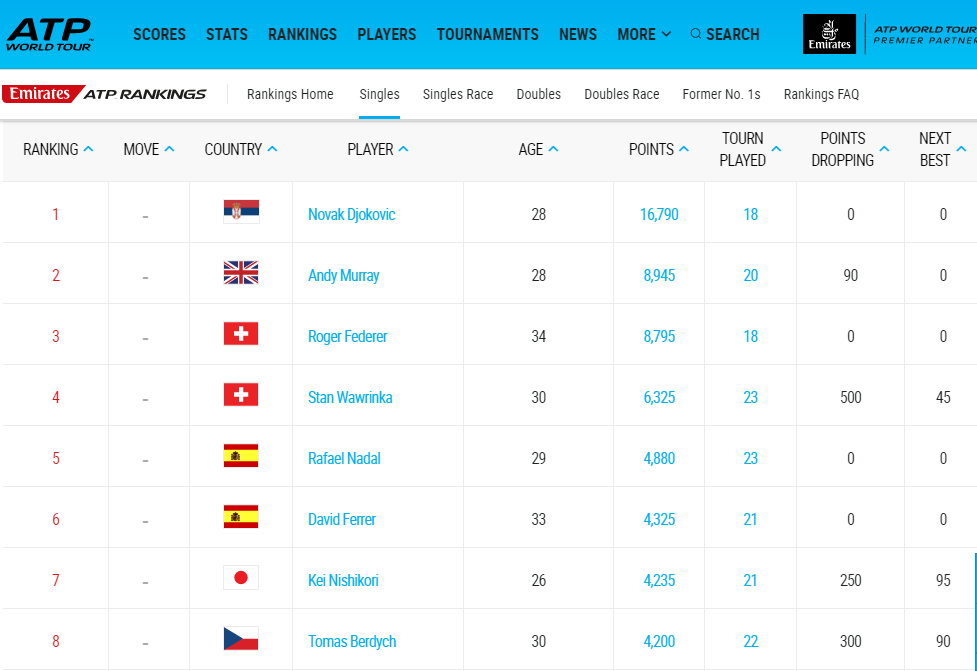 ATP
WORLD TOUR™
SCORES STATS RANKINGS PLAYERS TOURNAMENTS NEWS MORE SEARCH
Emirates
ATP WORLD TOUR
PREMIER PARTNER
Emirates ATP RANKINGS
Rankings Home Singles Singles Race Doubles Doubles Race Former No. 1s Rankings FAQ
RANKING MOVE COUNTRY PLAYER AGE POINTS TOURN PLAYED POINTS DROPPING NEXT BEST
1 - Novak Djokovic 28 16,790 18 0 0
2 - Andy Murray 28 8,945 20 90 0
3 - Roger Federer 34 8,795 18 0 0
4 - Stan Wawrinka 30 6,325 23 500 45
5 - Rafael Nadal 29 4,880 23 0 0
6 - David Ferrer 33 4,325 21 0 0
7 - Kei Nishikori 26 4,235 21 250 95
8 - Tomas Berdych 30 4,200 22 300 90